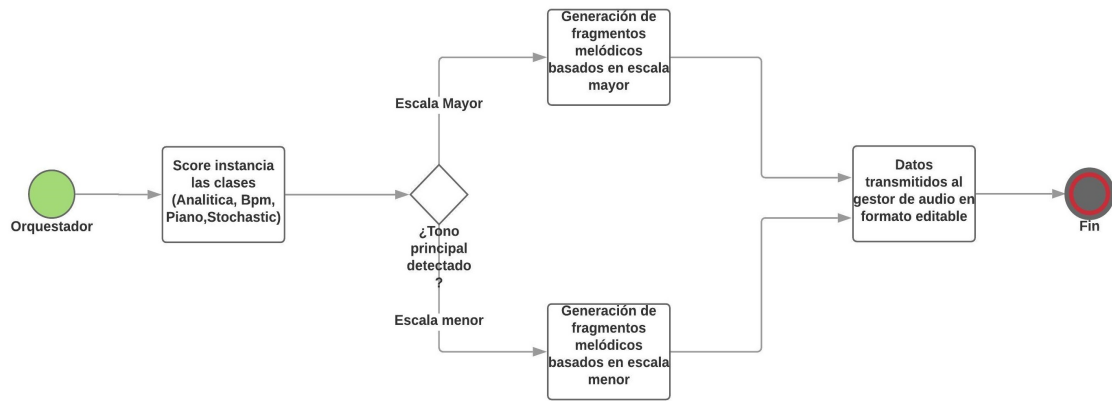 Orquestador
Score instancia
las clases
(Analitica, Bpm,
Piano,Stochastic)
Escala Mayor
¿Tono
principal
detectado
?
Escala menor
Generación de
fragmentos
melódicos
basados en escala
mayor
Generación de
fragmentos
melódicos
basados en escala
menor
Datos
transmitidos al
gestor de audio en
formato editable
Fin